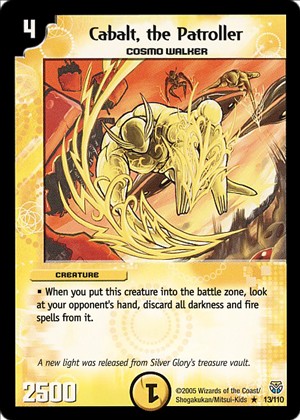 4
Cabalt, the Patroller
COSMO WALKER
CREATURE
▪ When you put this creature into the battle zone, look
at your opponent's hand, discard all darkness and fire
spells from it.
A new light was released from Silver Glory's treasure vault.
2500
1
©2005 Wizards of the Coast/
Shogakukan/Mitsui-Kids ★ 13/110